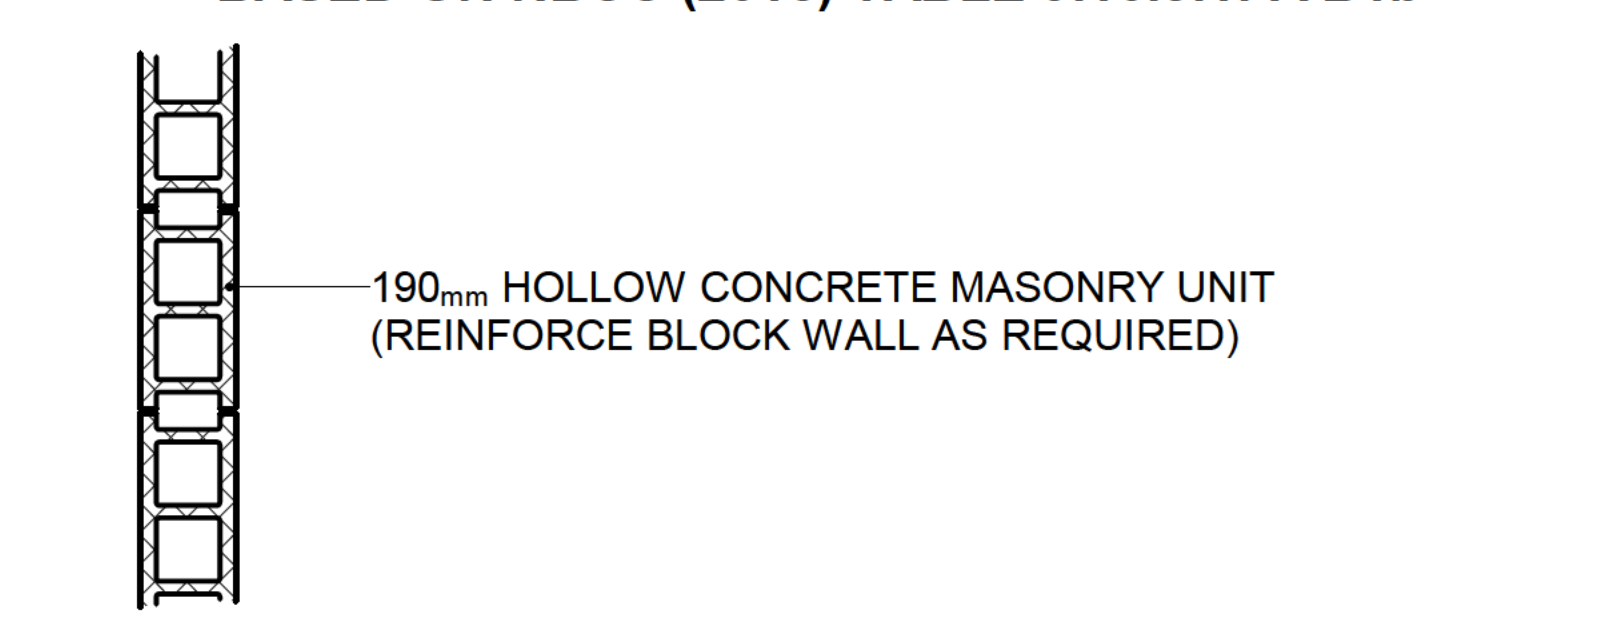 190mm HOLLOW CONCRETE MASONRY UNIT
(REINFORCE BLOCK WALL AS REQUIRED)